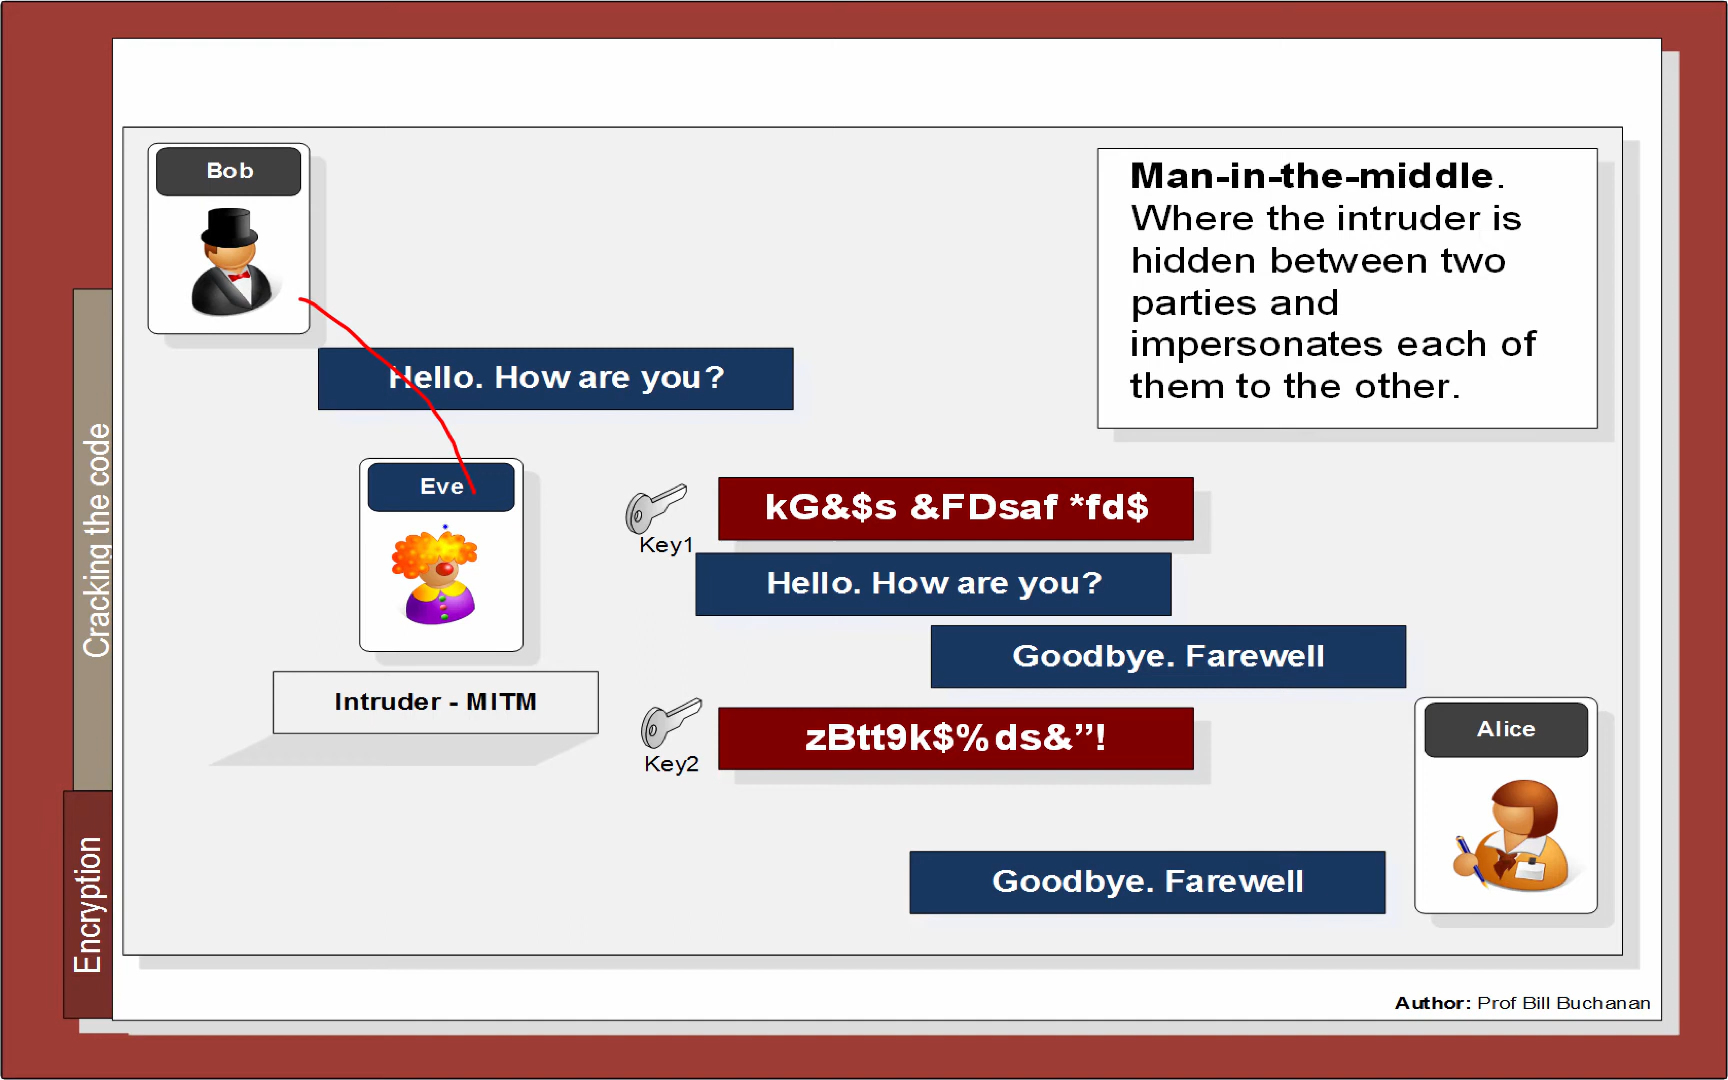 Bob
Man-in-the-middle.
Where the intruder is
hidden between two
parties and
impersonates each of
them to the other.
Hello. How are you?
Eve
kG&$s &FDsaf *fd$
Key1
Hello. How are you?
Goodbye. Farewell
Intruder - MITM
zBtt9k$%ds&”!
Key2
Alice
Goodbye. Farewell
Cracking the code
Encryption
Author: Prof Bill Buchanan